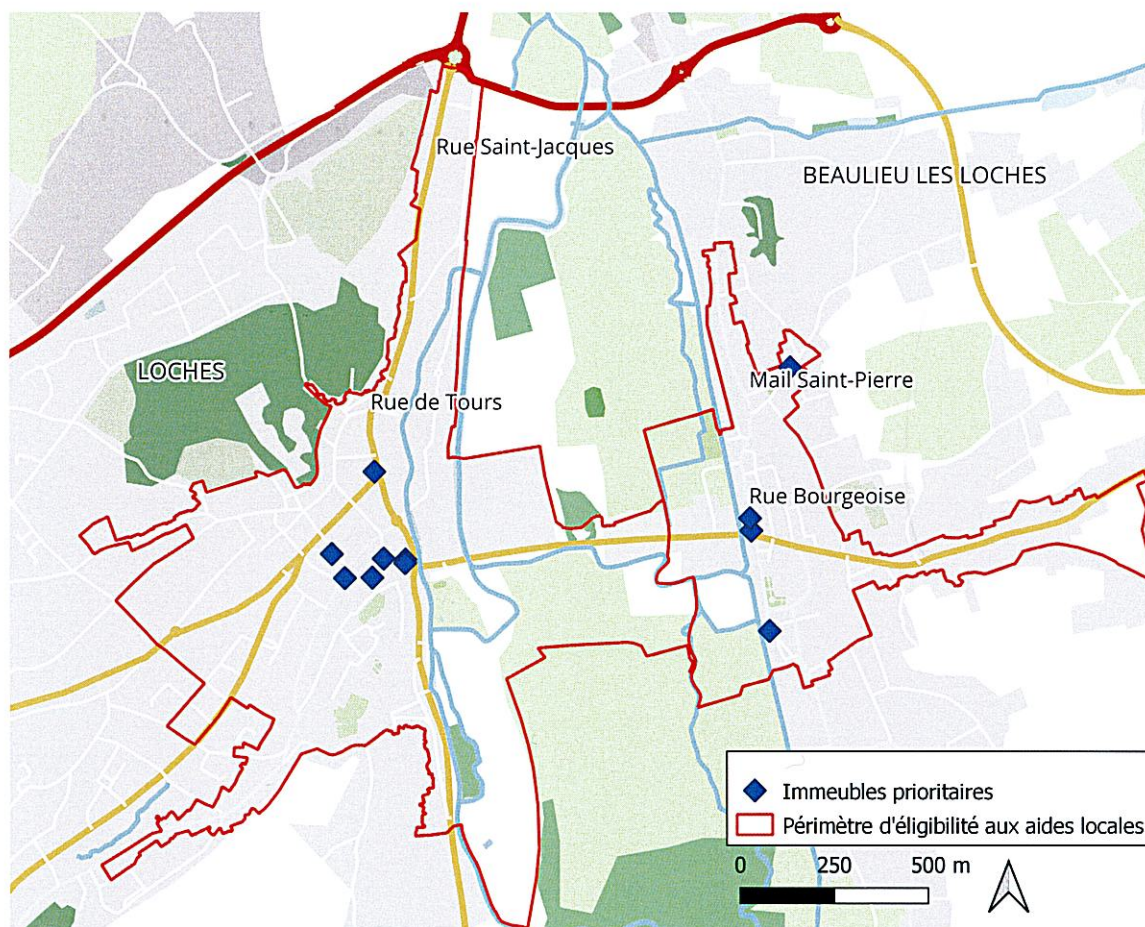 Rue Saint-Jacques
BEAULIEU LES LOCHES
LOCHES
Mail Saint-Pierre
Rue de Tours
Rue Bourgeoise
Immeubles prioritaires
Périmètre d'éligibilité aux aides locales
0 250 500 m